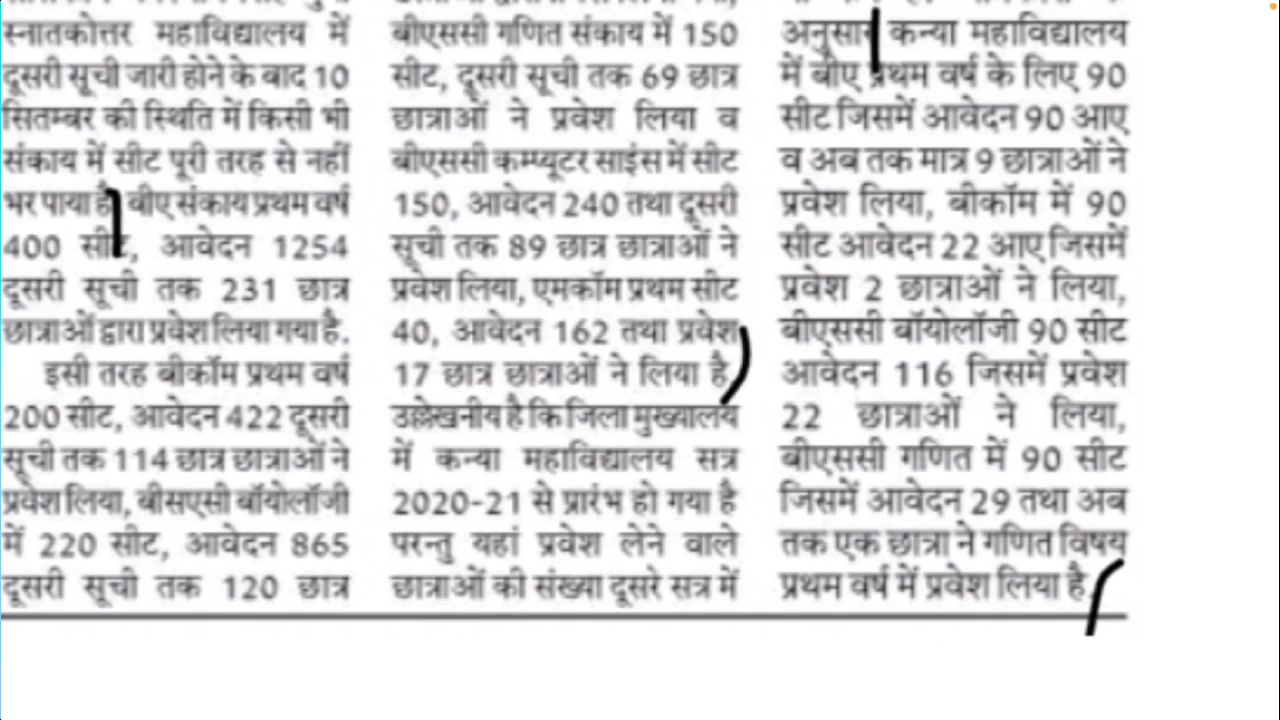 स्नातकोत्तर महाविद्यालय में
दूसरी सूची जारी होने के बाद 10
सितम्बर की स्थिति में किसी भी
संकाय में सीट पूरी तरह से नहीं
भर पाया है. बीए संकाय प्रथम वर्ष
400 सीट, आवेदन 1254
दूसरी सूची तक 231 छात्र
छात्राओं द्वारा प्रवेश लिया गया है.
इसी तरह बीकॉम प्रथम वर्ष
200 सीट, आवेदन 422 दूसरी
सूची तक 114 छात्र छात्राओं ने
प्रवेश लिया, बीसएसी बॉयोलॉजी
में 220 सीट, आवेदन 865
दूसरी सूची तक 120 छात्र
बीएससी गणित संकाय में 150
सीट, दूसरी सूची तक 69 छात्र
छात्राओं ने प्रवेश लिया व
बीएससी कम्प्यूटर साइंस में सीट
150, आवेदन 240 तथा दूसरी
सूची तक 89 छात्र छात्राओं ने
प्रवेश लिया, एमकॉम प्रथम सीट
40, आवेदन 162 तथा प्रवेश
17 छात्र छात्राओं ने लिया है,
उल्लेखनीय है कि जिला मुख्यालय
में कन्या महाविद्यालय सत्र
2020-21 से प्रारंभ हो गया है
परन्तु यहां प्रवेश लेने वाले
छात्राओं की संख्या दूसरे सत्र में
अनुसार कन्या महाविद्यालय
में बीए प्रथम वर्ष के लिए 90
सीट जिसमें आवेदन 90 आए
व अब तक मात्र 9 छात्राओं ने
प्रवेश लिया, बीकॉम में 90
सीट आवेदन 22 आए जिसमें
प्रवेश 2 छात्राओं ने लिया,
बीएससी बॉयोलॉजी 90 सीट
आवेदन 116 जिसमें प्रवेश
22 छात्राओं ने लिया,
बीएससी गणित में 90 सीट
जिसमें आवेदन 29 तथा अब
तक एक छात्रा ने गणित विषय
प्रथम वर्ष में प्रवेश लिया है.